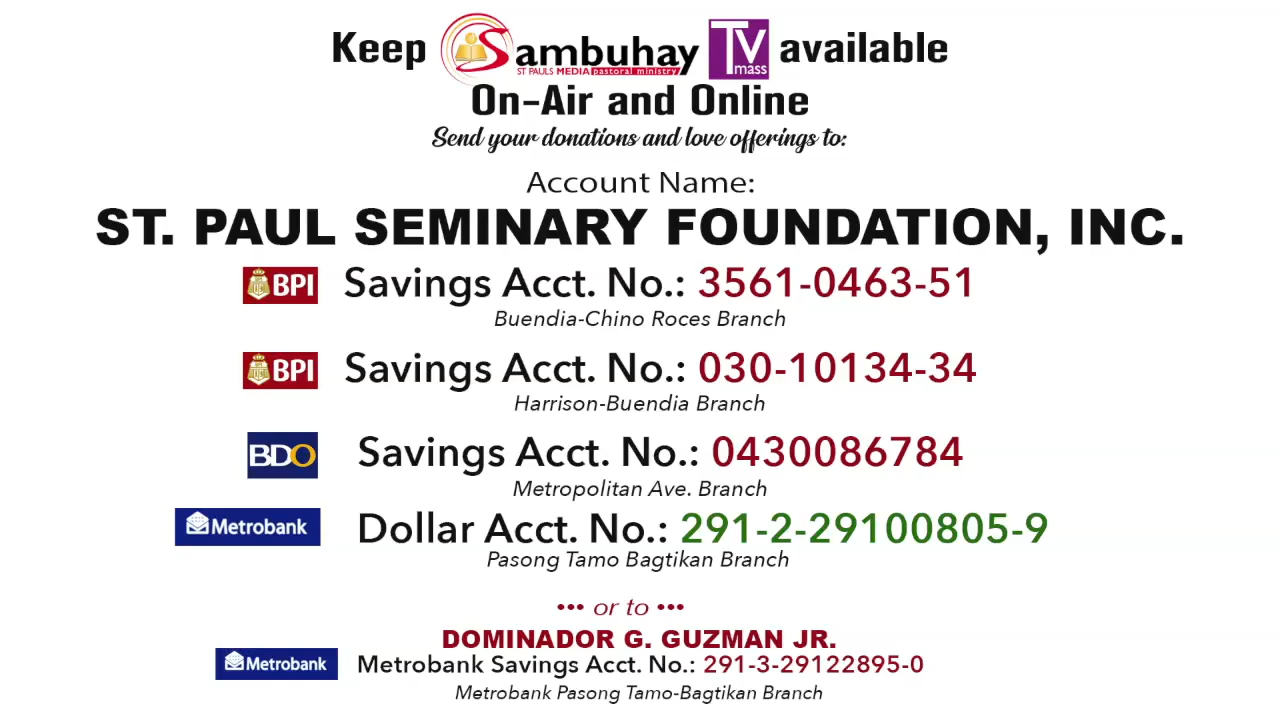 Keep Sambuhay TV mass available
ST PAULS MEDIA pastoral ministry
On-Air and Online
Send your donations and love offerings to:
Account Name:
ST. PAUL SEMINARY FOUNDATION, INC.
BPI Savings Acct. No.: 3561-0463-51
Buendia-Chino Roces Branch
BPI Savings Acct. No.: 030-10134-34
Harrison-Buendia Branch
BDO Savings Acct. No.: 0430086784
Metropolitan Ave. Branch
Metrobank Dollar Acct. No.: 291-2-29100805-9
Pasong Tamo Bagtikan Branch
••• or to •••
DOMINADOR G. GUZMAN JR.
Metrobank Metrobank Savings Acct. No.: 291-3-29122895-0
Metrobank Pasong Tamo-Bagtikan Branch